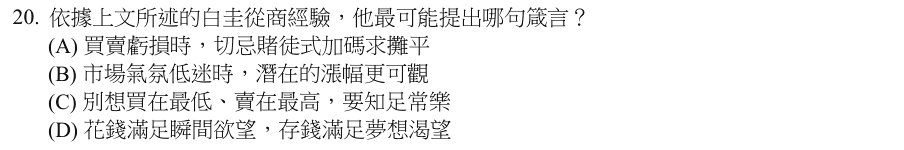 20. 依據上文所述的白圭從商經驗，他最可能提出哪句箴言？
(A) 買賣虧損時，切忌賭徒式加碼求攤平
(B) 市場氣氛低迷時，潛在的漲幅更可觀
(C) 別想買在最低、賣在最高，要知足常樂
(D) 花錢滿足瞬間欲望，存錢滿足夢想渴望